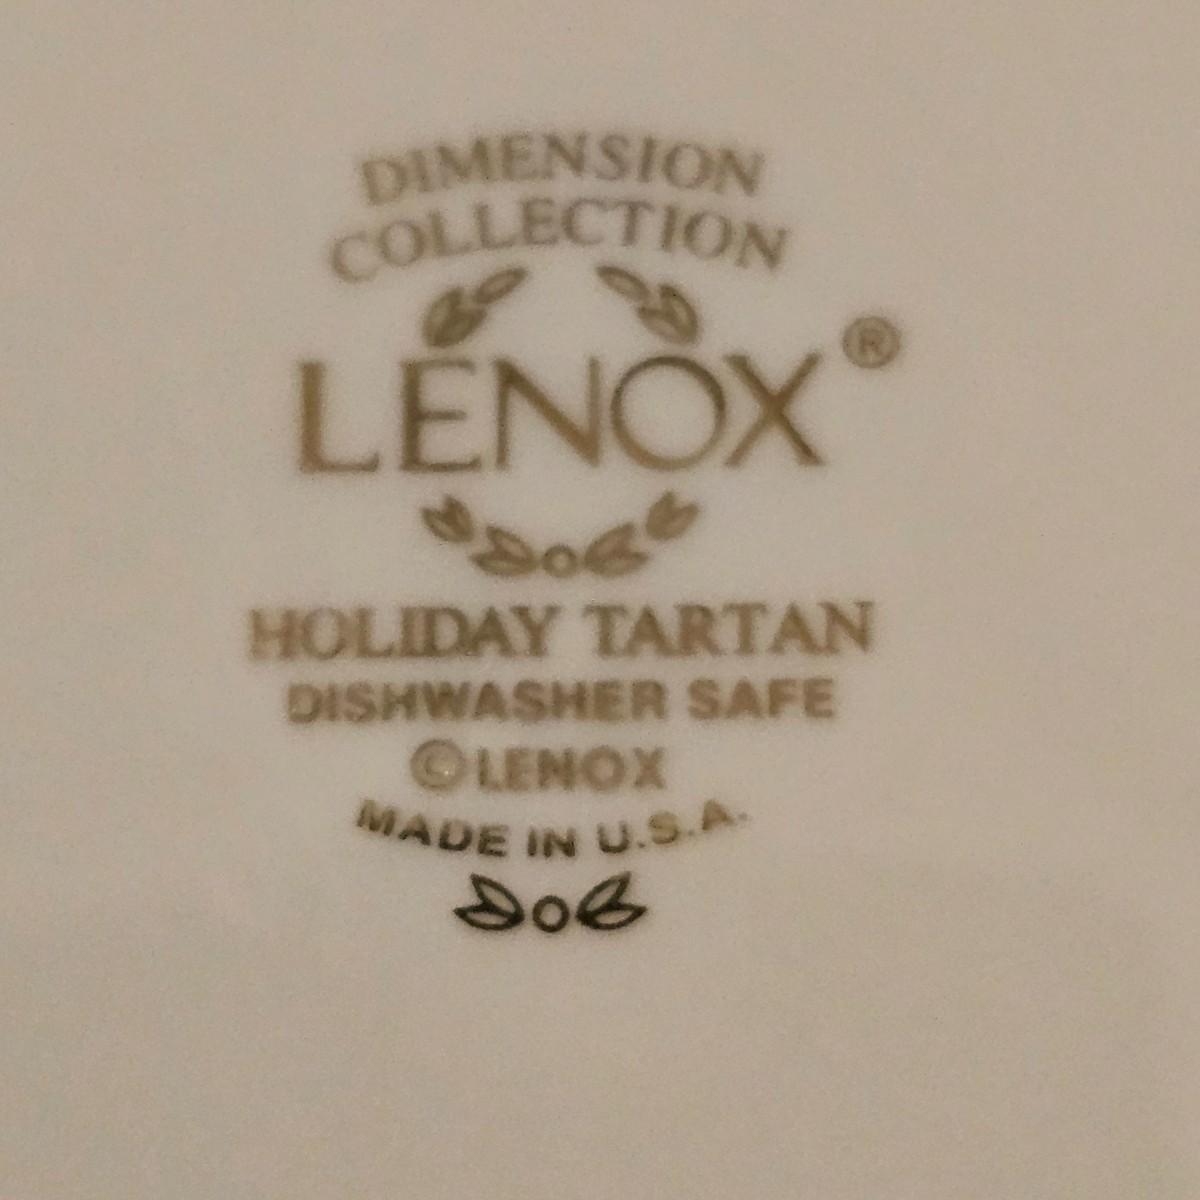 DIMENSION
COLLECTION
LENOX®
HOLIDAY TARTAN
DISHWASHER SAFE
©LENOX
MADE IN U.S.A.